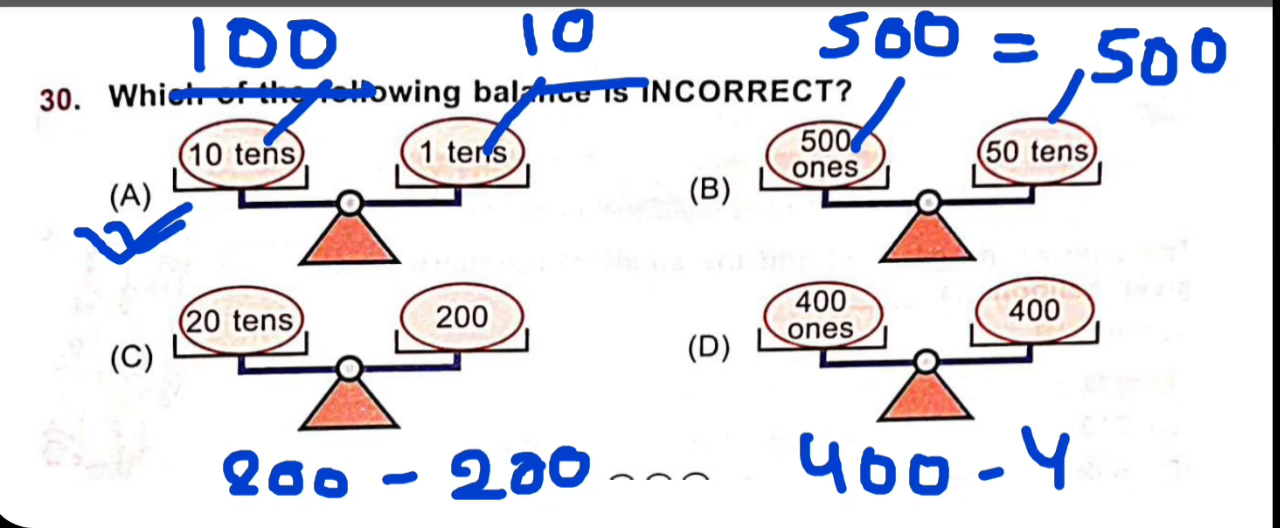 100 10 500 = 500
30. Which of the following balance is INCORRECT?
10 tens 1 tens 500 ones 50 tens
(A) (B)
20 tens 200 400 ones 400
(C) (D)
200 - 200 400 - 4